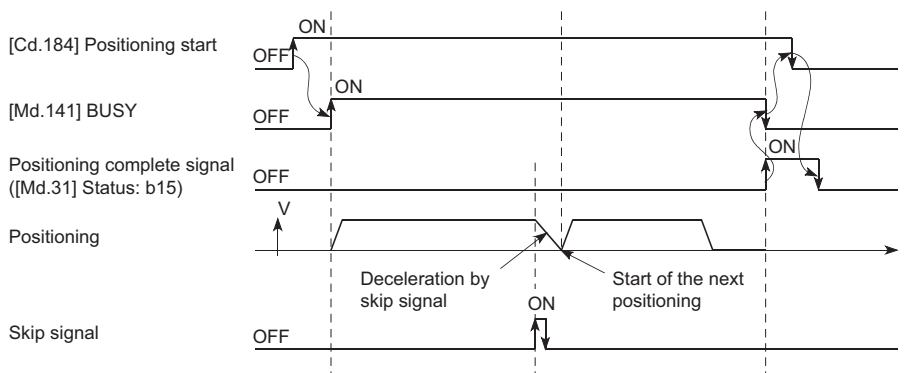 ON
[Cd.184] Positioning start
OFF
ON
[Md.141] BUSY
OFF
Positioning complete signal
([Md.31] Status: b15)
ON
OFF
V
Positioning
Deceleration by
skip signal
Start of the next
positioning
ON
Skip signal
OFF